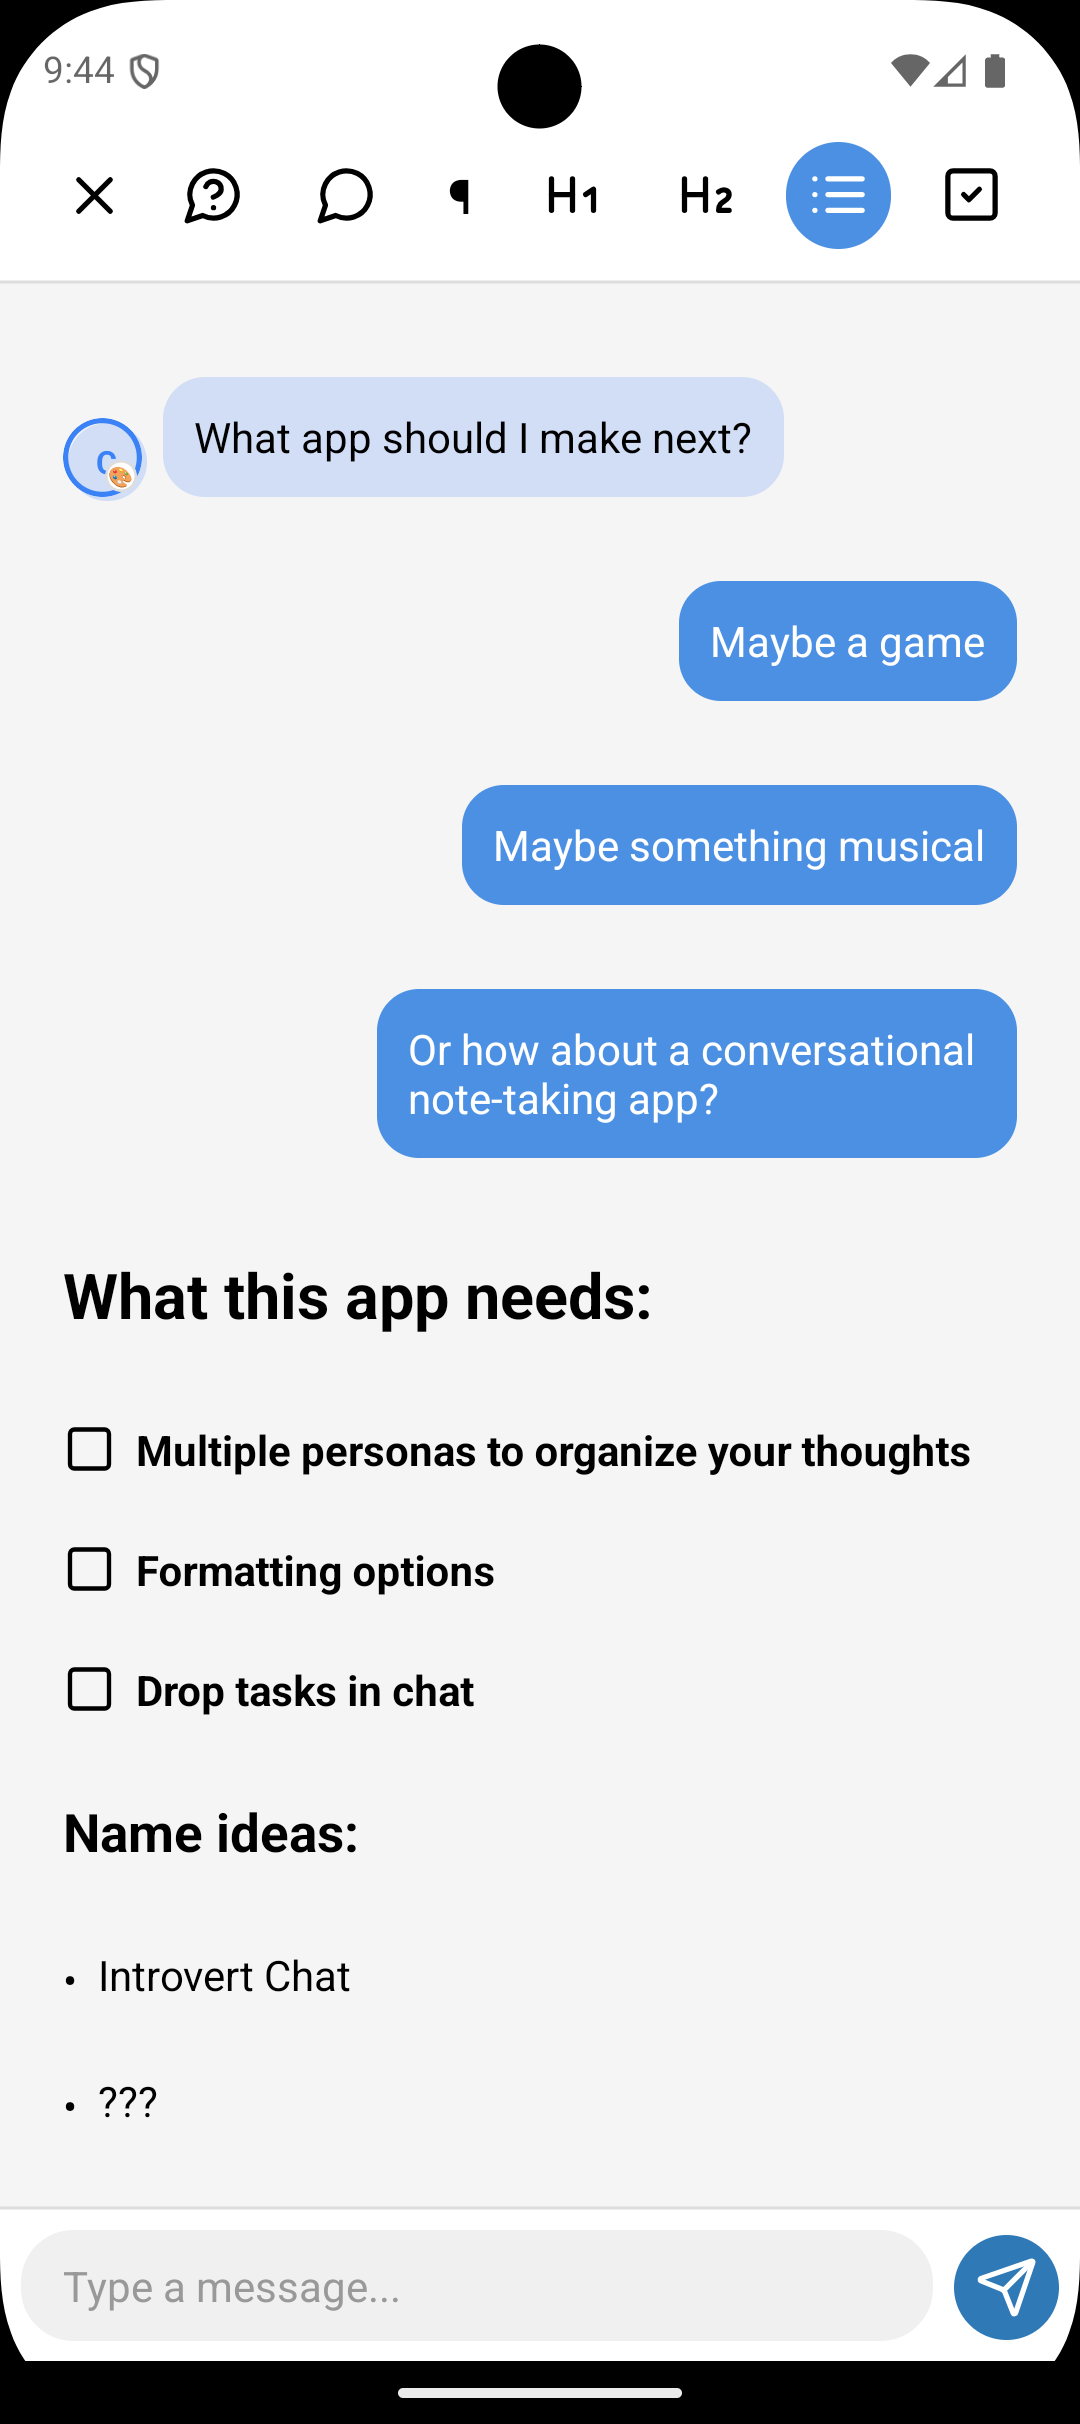 9:44
H1 H2
What app should I make next?
C
Maybe a game
Maybe something musical
Or how about a conversational
note-taking app?
What this app needs:
Multiple personas to organize your thoughts
Formatting options
Drop tasks in chat
Name ideas:
• Introvert Chat
• ???
Type a message...